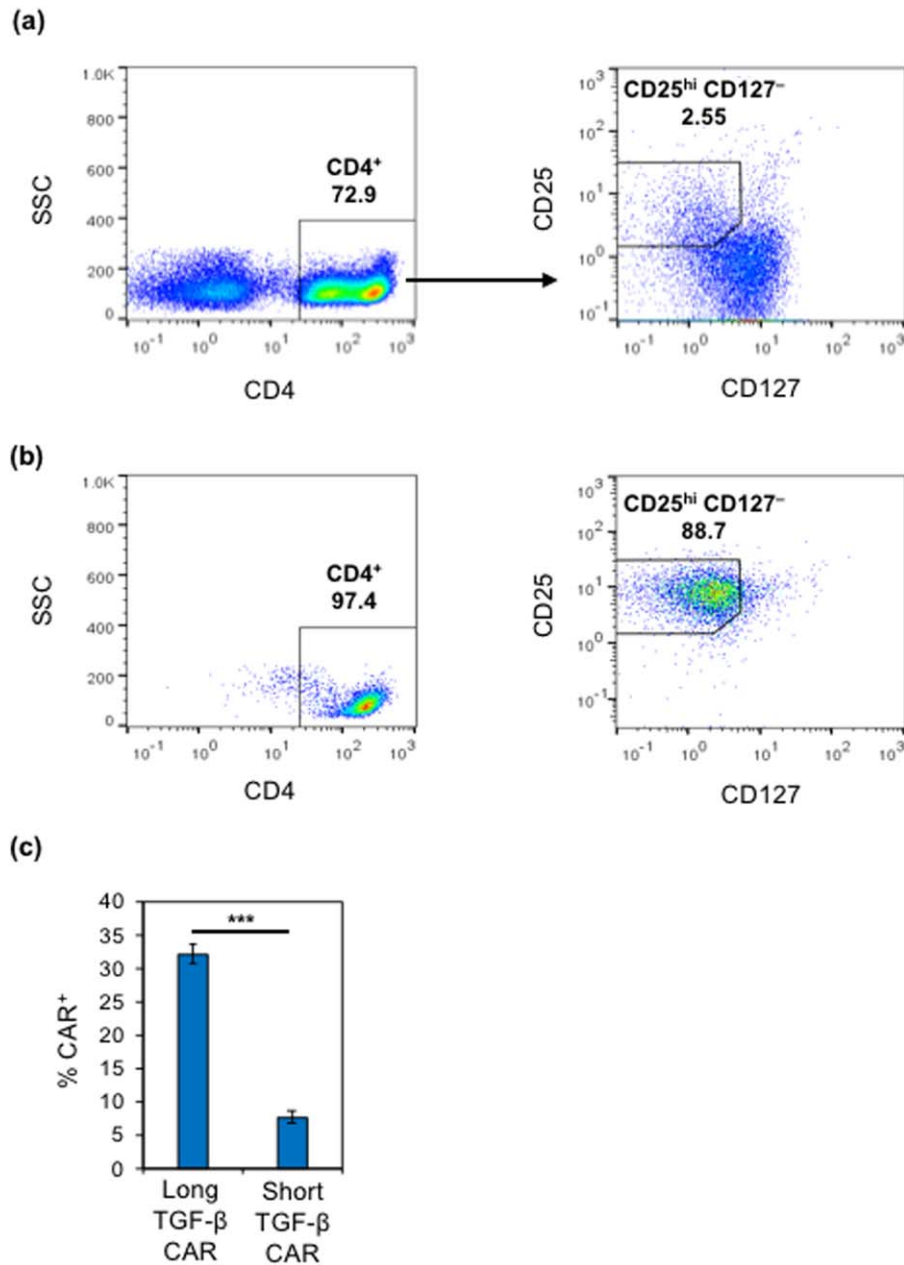 (a)
1.0K
800
600
400
200
0
SSC
CD4⁺
72.9
10⁻¹ 10⁰ 10¹ 10² 10³
CD4
10³
10²
10¹
10⁰
10⁻¹
CD25
CD25ʰⁱ CD127⁻
2.55
10⁻¹ 10⁰ 10¹ 10² 10³
CD127
(b)
1.0K
800
600
400
200
0
SSC
CD4⁺
97.4
10⁻¹ 10⁰ 10¹ 10² 10³
CD4
10³
10²
10¹
10⁰
10⁻¹
CD25
CD25ʰⁱ CD127⁻
88.7
10⁻¹ 10⁰ 10¹ 10² 10³
CD127
(c)
40
35
30
25
20
15
10
5
0
% CAR⁺
***
Long
TGF-β
CAR
Short
TGF-β
CAR